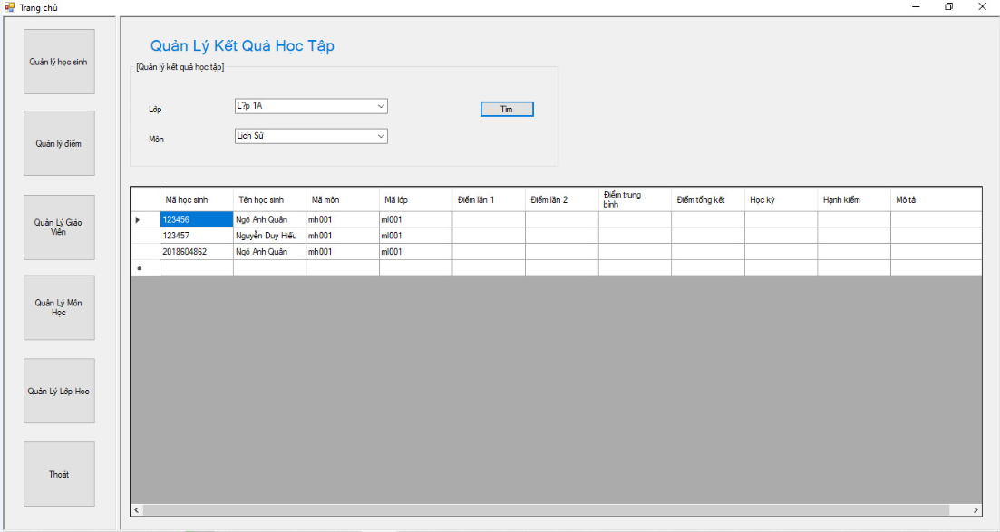 Trang chủ
Quản lý học sinh
Quản lý điểm
Quản Lý Giáo
Viên
Quản Lý Môn
Học
Quản Lý Lớp Học
Thoát
Quản Lý Kết Quả Học Tập
[Quản lý kết quả học tập]
Lớp
L?p 1A
Tìm
Môn
Lịch Sử
Mã học sinh Tên học sinh Mã môn Mã lớp Điểm lần 1 Điểm lần 2 Điểm trung bình Điểm tổng kết Học kỳ Hạnh kiểm Mô tả
123456 Ngô Anh Quân mh001 ml001
123457 Nguyễn Duy Hiếu mh001 ml001
2018604862 Ngô Anh Quân mh001 ml001